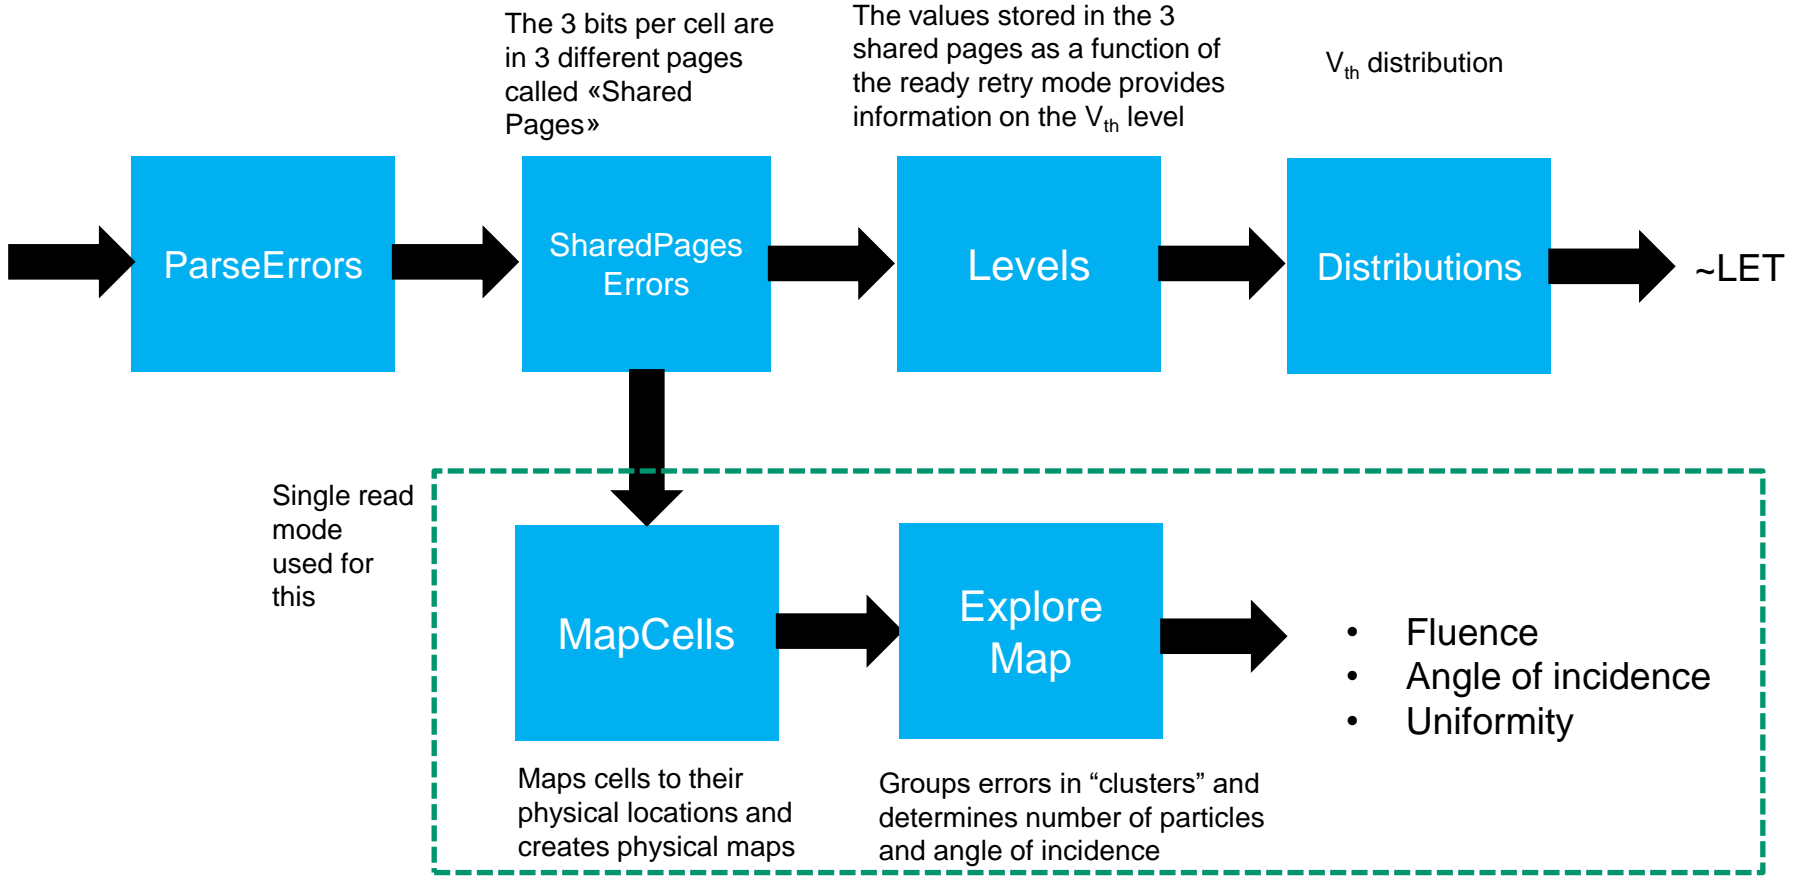 The 3 bits per cell are
in 3 different pages
called «Shared
Pages»
The values stored in the 3
shared pages as a function of
the ready retry mode provides
information on the Vth level
Vth distribution
ParseErrors
SharedPages
Errors
Levels
Distributions
~LET
Single read
mode
used for
this
MapCells
Explore
Map
• Fluence
• Angle of incidence
• Uniformity
Maps cells to their
physical locations and
creates physical maps
Groups errors in “clusters” and
determines number of particles
and angle of incidence